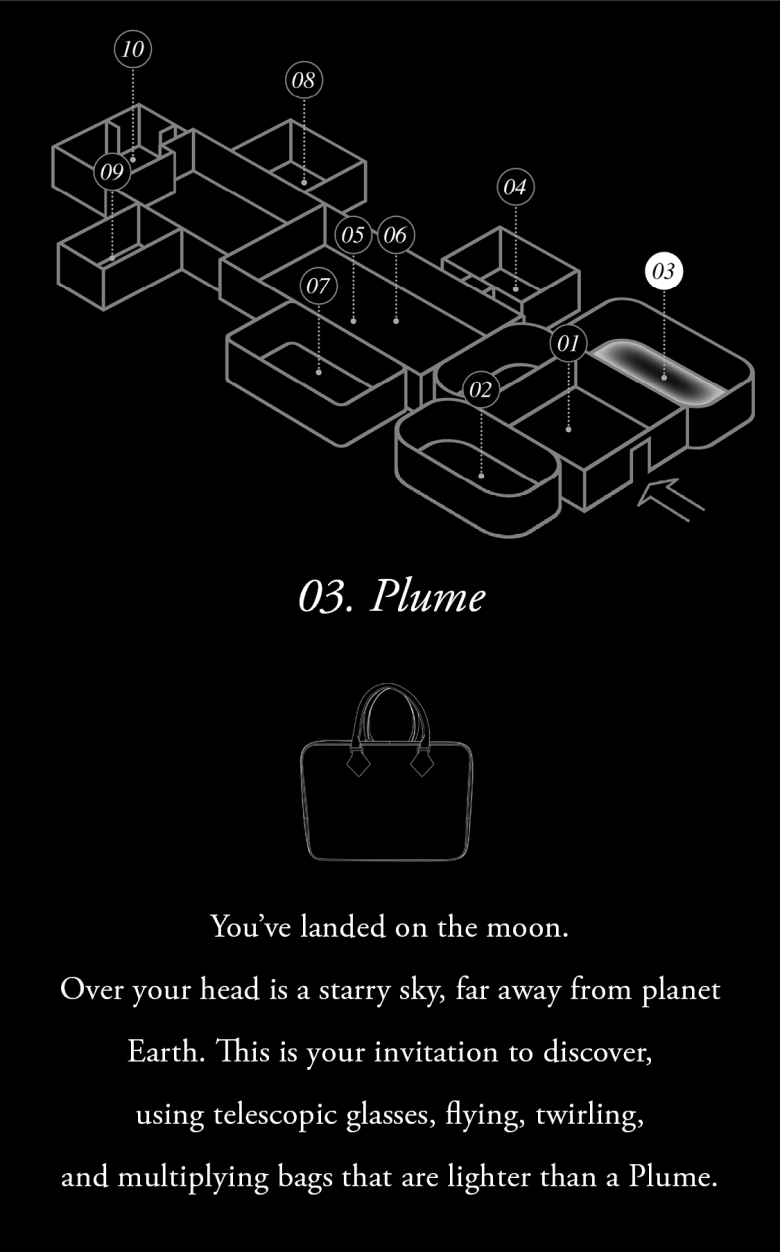 10
08
09
04
05
06
03
07
01
02
03. Plume
You’ve landed on the moon.
Over your head is a starry sky, far away from planet
Earth. This is your invitation to discover,
using telescopic glasses, flying, twirling,
and multiplying bags that are lighter than a Plume.